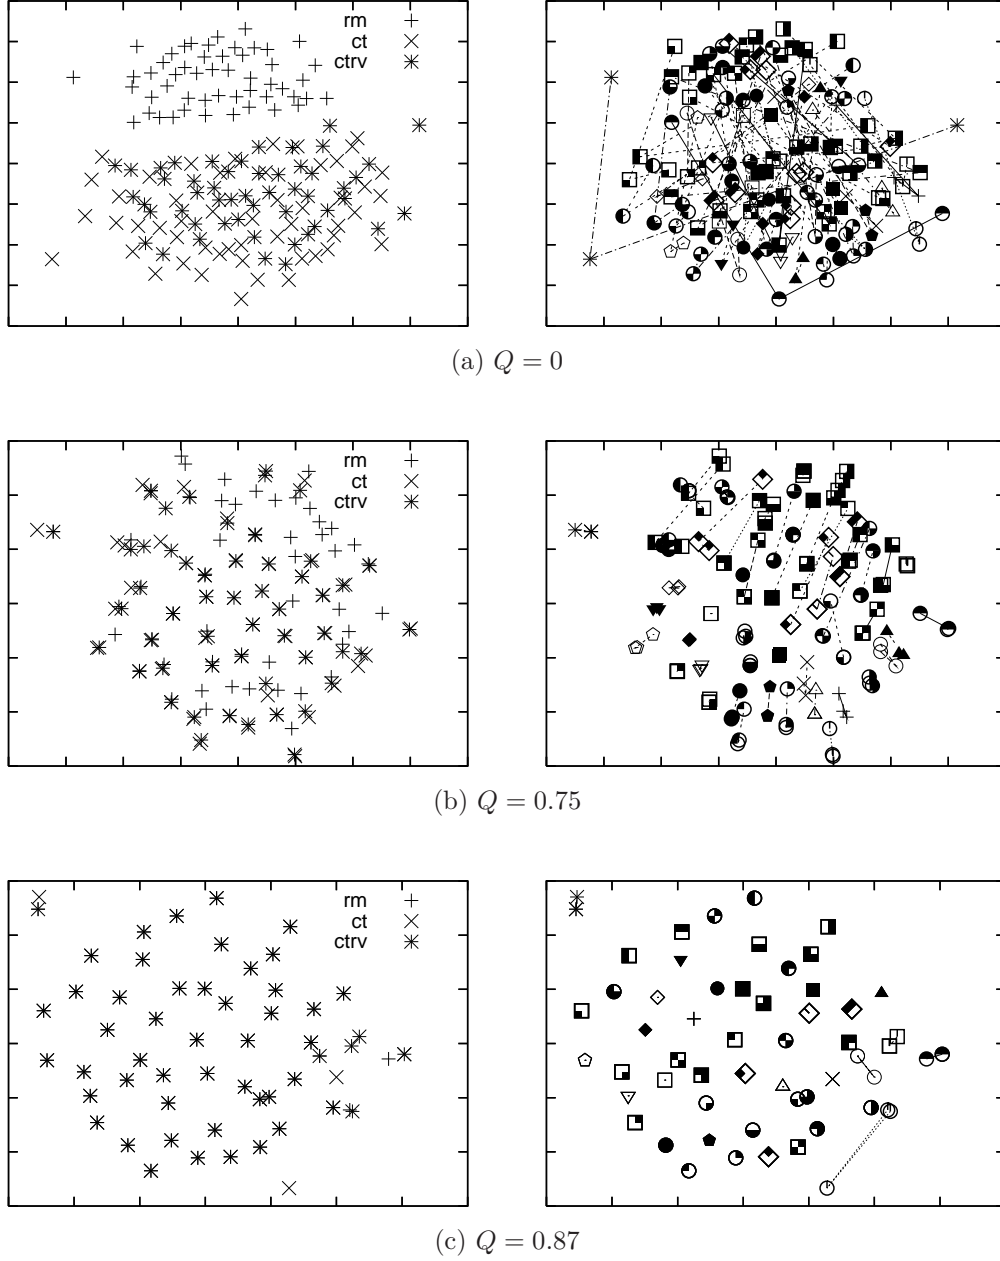 rm
ct
ctrv
(a) Q = 0
rm
ct
ctrv
(b) Q = 0.75
rm
ct
ctrv
(c) Q = 0.87